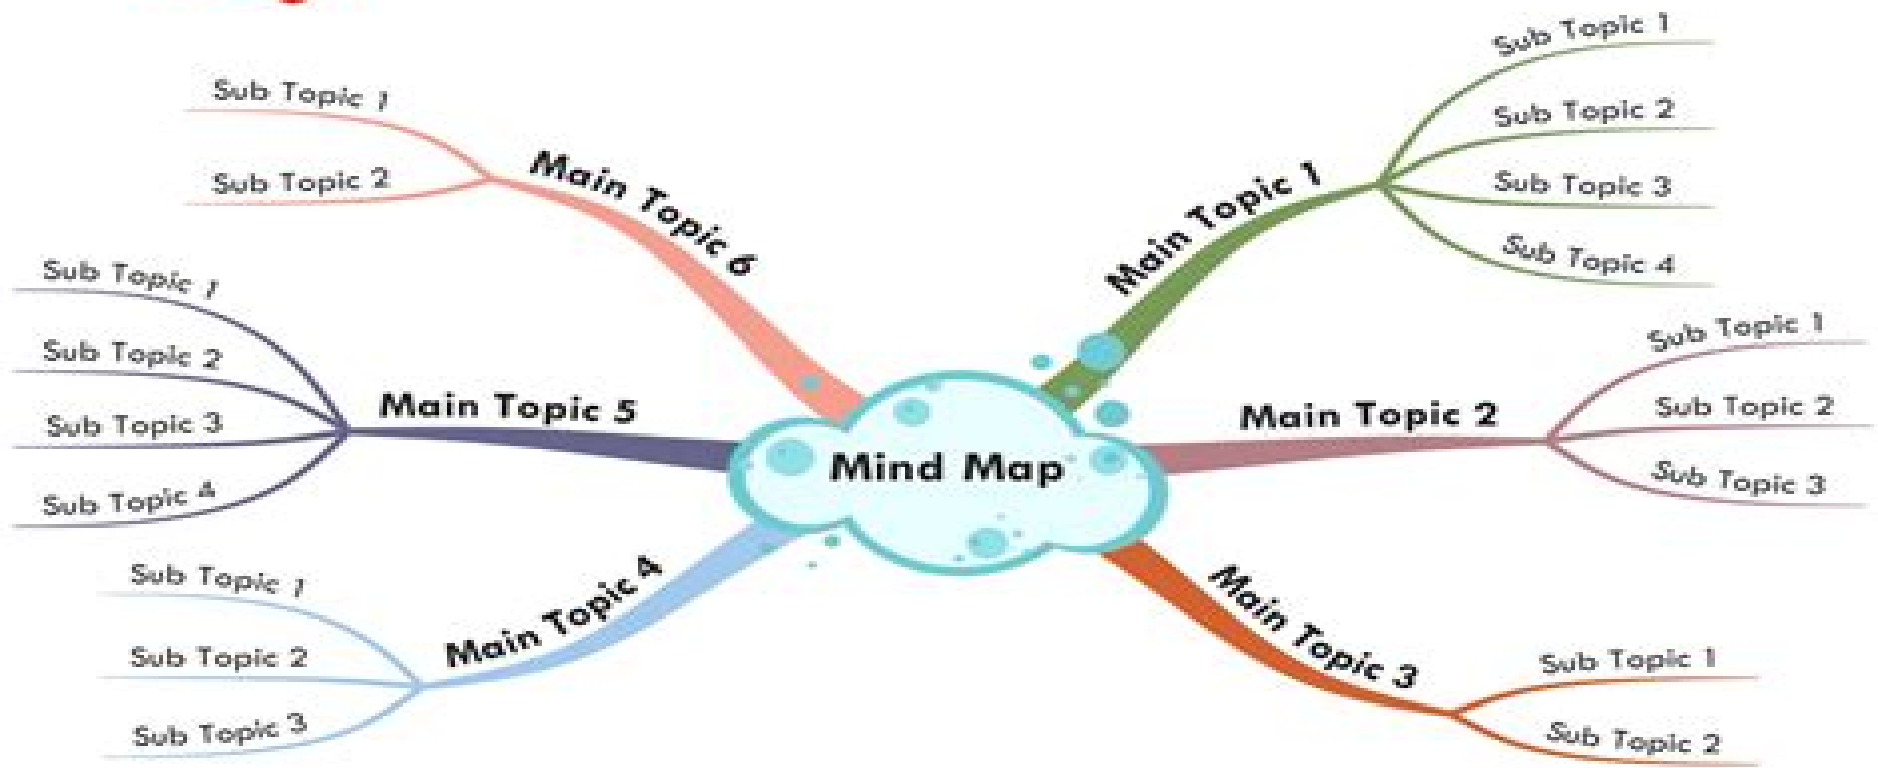 Mind Map
Main Topic 1
Sub Topic 1
Sub Topic 2
Sub Topic 3
Sub Topic 4
Main Topic 2
Sub Topic 1
Sub Topic 2
Sub Topic 3
Main Topic 3
Sub Topic 1
Sub Topic 2
Main Topic 4
Sub Topic 1
Sub Topic 2
Sub Topic 3
Main Topic 5
Sub Topic 1
Sub Topic 2
Sub Topic 3
Sub Topic 4
Main Topic 6
Sub Topic 1
Sub Topic 2